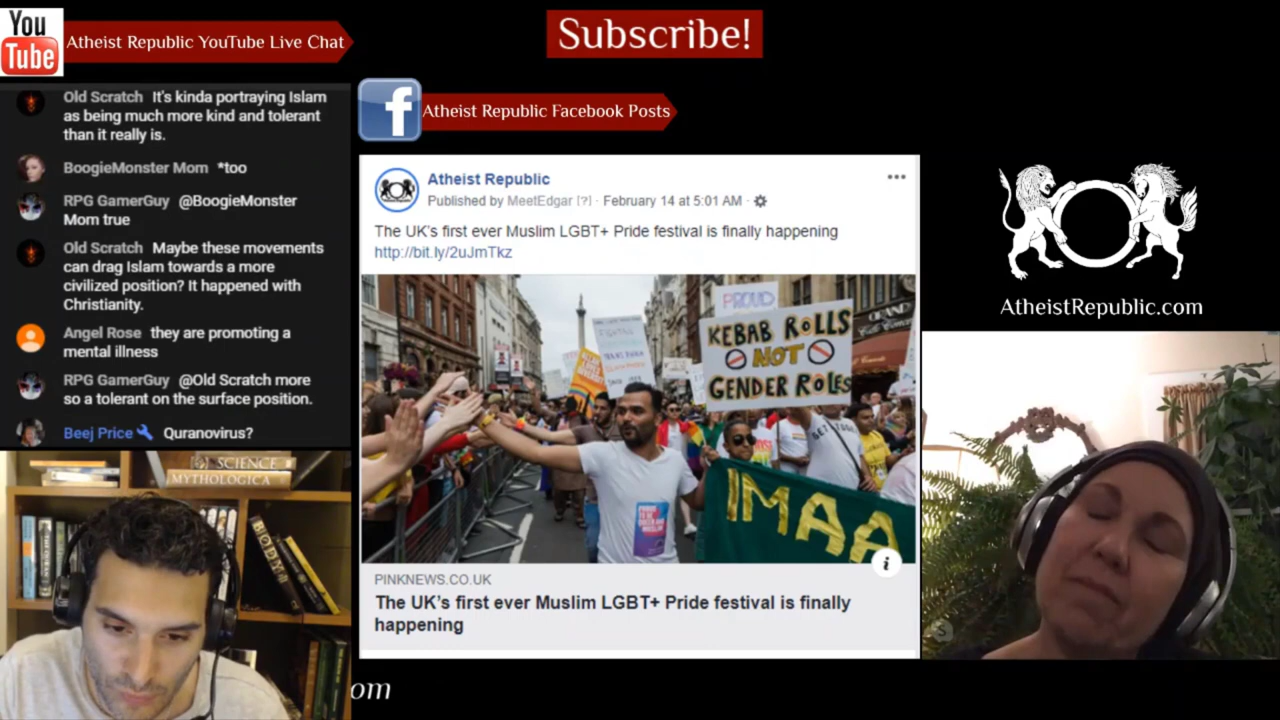 You
Tube
Atheist Republic YouTube Live Chat
Subscribe!
Old Scratch It's kinda portraying Islam
as being much more kind and tolerant
than it really is.
BoogieMonster Mom *too
RPG GamerGuy @BoogieMonster
Mom true
Old Scratch Maybe these movements
can drag Islam towards a more
civilized position? It happened with
Christianity.
Angel Rose they are promoting a
mental illness
RPG GamerGuy @Old Scratch more
so a tolerant on the surface position.
Beej Price Quranovirus?
f
Atheist Republic Facebook Posts
Atheist Republic
Published by MeetEdgar [?] · February 14 at 5:01 AM ·
The UK's first ever Muslim LGBT+ Pride festival is finally happening
http://bit.ly/2uJmTkz
PROUD
KEBAB ROLLS
NOT
GENDER ROLES
IMAA
i
PINKNEWS.CO.UK
The UK's first ever Muslim LGBT+ Pride festival is finally
happening
AtheistRepublic.com
SCIENCE
MYTHOLOGICA
BODY
S
om